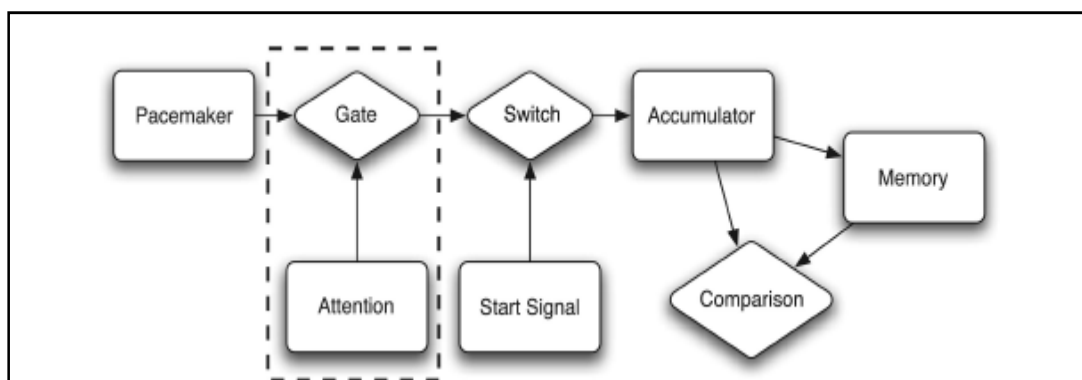 Pacemaker
Gate
Switch
Accumulator
Memory
Attention
Start Signal
Comparison